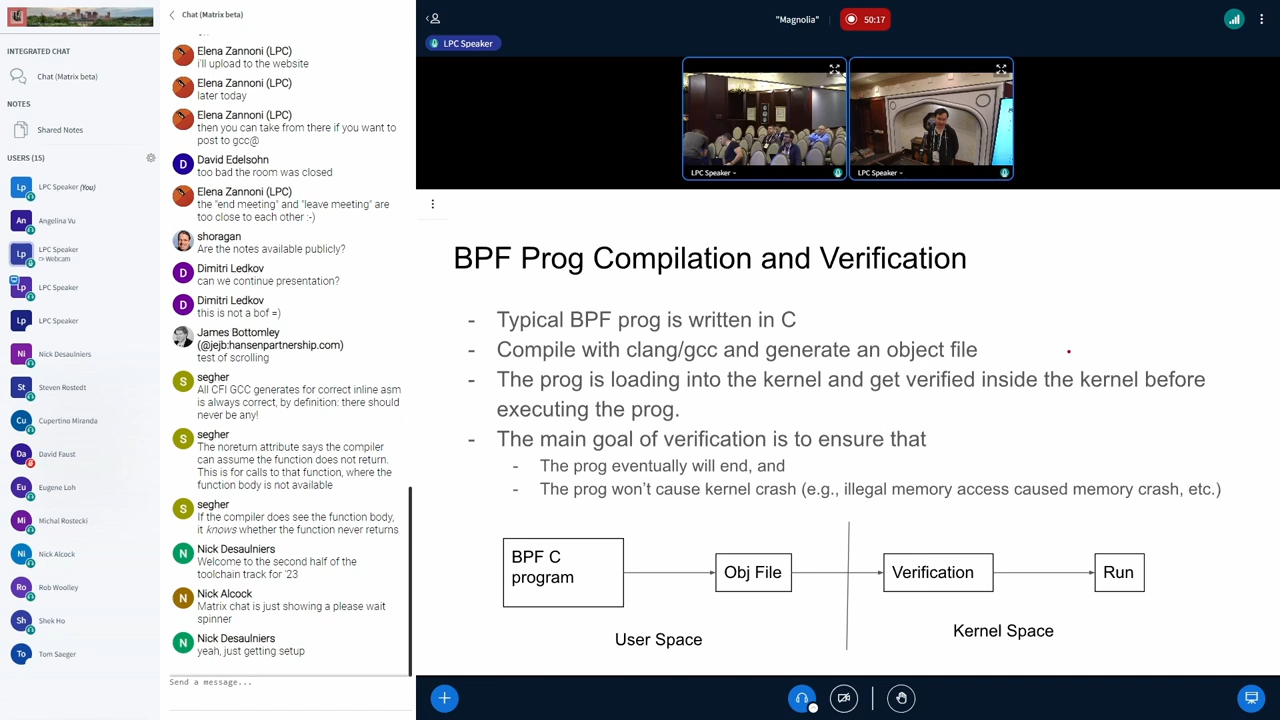 INTEGRATED CHAT
Chat (Matrix beta)
NOTES
Shared Notes
USERS (15)
Lp
LPC Speaker (You)
An
Angelina Vu
Lp
LPC Speaker
Webcam
Lp
LPC Speaker
Lp
LPC Speaker
Ni
Nick Desaulniers
St
Steven Rostedt
Cu
Cupertino Miranda
Da
David Faust
Eu
Eugene Loh
Mi
Michal Rostecki
Ni
Nick Alcock
Ro
Rob Woolley
Sh
Shek Ho
To
Tom Saeger
Chat (Matrix beta)
Elena Zannoni (LPC)
i'll upload to the website
Elena Zannoni (LPC)
later today
Elena Zannoni (LPC)
then you can take from there if you want to
post to gcc@
D
David Edelsohn
too bad the room was closed
Elena Zannoni (LPC)
the "end meeting" and "leave meeting" are
too close to each other :-)
shoragan
Are the notes available publicly?
D
Dimitri Ledkov
can we continue presentation?
D
Dimitri Ledkov
this is not a bof =)
James Bottomley
(@jejb:hansenpartnership.com)
test of scrolling
S
segher
All CFI GCC generates for correct inline asm
is always correct, by definition: there should
never be any!
S
segher
The noreturn attribute says the compiler
can assume the function does not return.
This is for calls to that function, where the
function body is not available
S
segher
If the compiler does see the function body,
it knows whether the function never returns
N
Nick Desaulniers
Welcome to the second half of the
toolchain track for '23
N
Nick Alcock
Matrix chat is just showing a please wait
spinner
N
Nick Desaulniers
yeah, just getting setup
Send a message...
"Magnolia"
50:17
LPC Speaker
LPC Speaker
LPC Speaker
BPF Prog Compilation and Verification
- Typical BPF prog is written in C
- Compile with clang/gcc and generate an object file
- The prog is loading into the kernel and get verified inside the kernel before
executing the prog.
- The main goal of verification is to ensure that
- The prog eventually will end, and
- The prog won't cause kernel crash (e.g., illegal memory access caused memory crash, etc.)
BPF C
program
Obj File
Verification
Run
User Space
Kernel Space